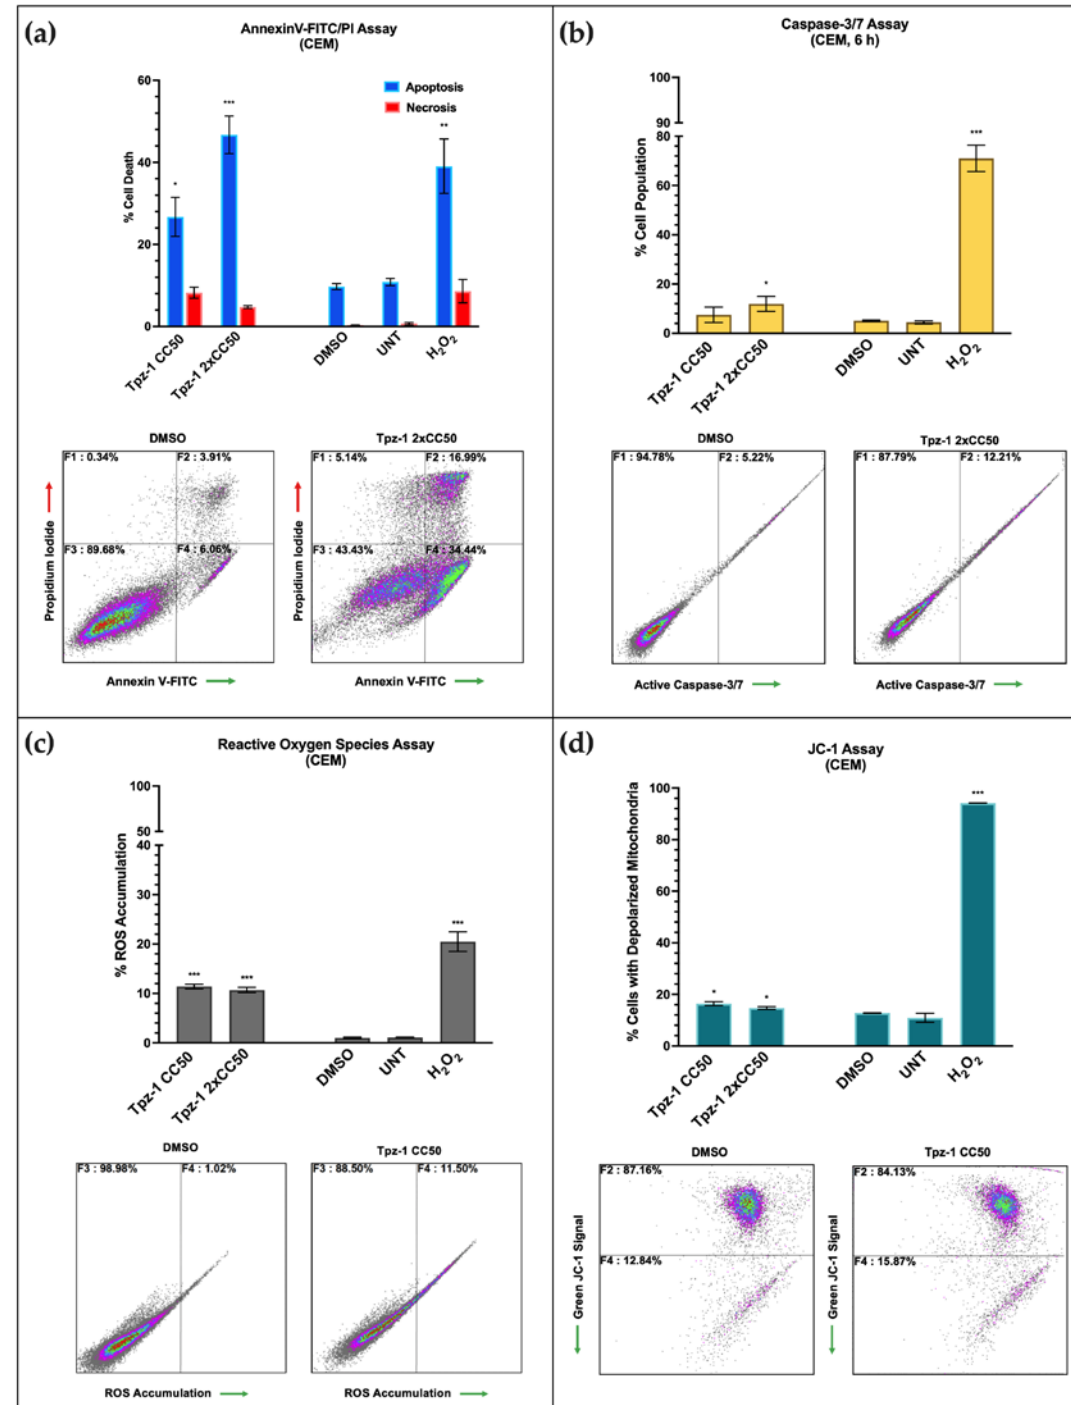 (a)
AnnexinV-FITC/PI Assay
(CEM)
60
40
20
0
% Cell Death
Apoptosis
Necrosis
*
***
**
Tpz-1 CC50
Tpz-1 2xCC50
DMSO
UNT
H2O2
DMSO
F1 : 0.34%
F2 : 3.91%
F3 : 89.68%
F4 : 6.06%
Propidium Iodide
Annexin V-FITC
Tpz-1 2xCC50
F1 : 5.14%
F2 : 16.99%
F3 : 43.43%
F4 : 34.44%
Propidium Iodide
Annexin V-FITC
(b)
Caspase-3/7 Assay
(CEM, 6 h)
100
90
80
60
40
20
0
% Cell Population
*
***
Tpz-1 CC50
Tpz-1 2xCC50
DMSO
UNT
H2O2
DMSO
F1 : 94.78%
F2 : 5.22%
Active Caspase-3/7
Tpz-1 2xCC50
F1 : 87.79%
F2 : 12.21%
Active Caspase-3/7
(c)
Reactive Oxygen Species Assay
(CEM)
100
50
40
30
20
10
0
% ROS Accumulation
***
***
***
Tpz-1 CC50
Tpz-1 2xCC50
DMSO
UNT
H2O2
DMSO
F3 : 98.98%
F4 : 1.02%
ROS Accumulation
Tpz-1 CC50
F3 : 88.50%
F4 : 11.50%
ROS Accumulation
(d)
JC-1 Assay
(CEM)
100
80
60
40
20
0
% Cells with Depolarized Mitochondria
*
*
***
Tpz-1 CC50
Tpz-1 2xCC50
DMSO
UNT
H2O2
DMSO
F2 : 87.16%
F4 : 12.84%
Green JC-1 Signal
Tpz-1 CC50
F2 : 84.13%
F4 : 15.87%
Green JC-1 Signal